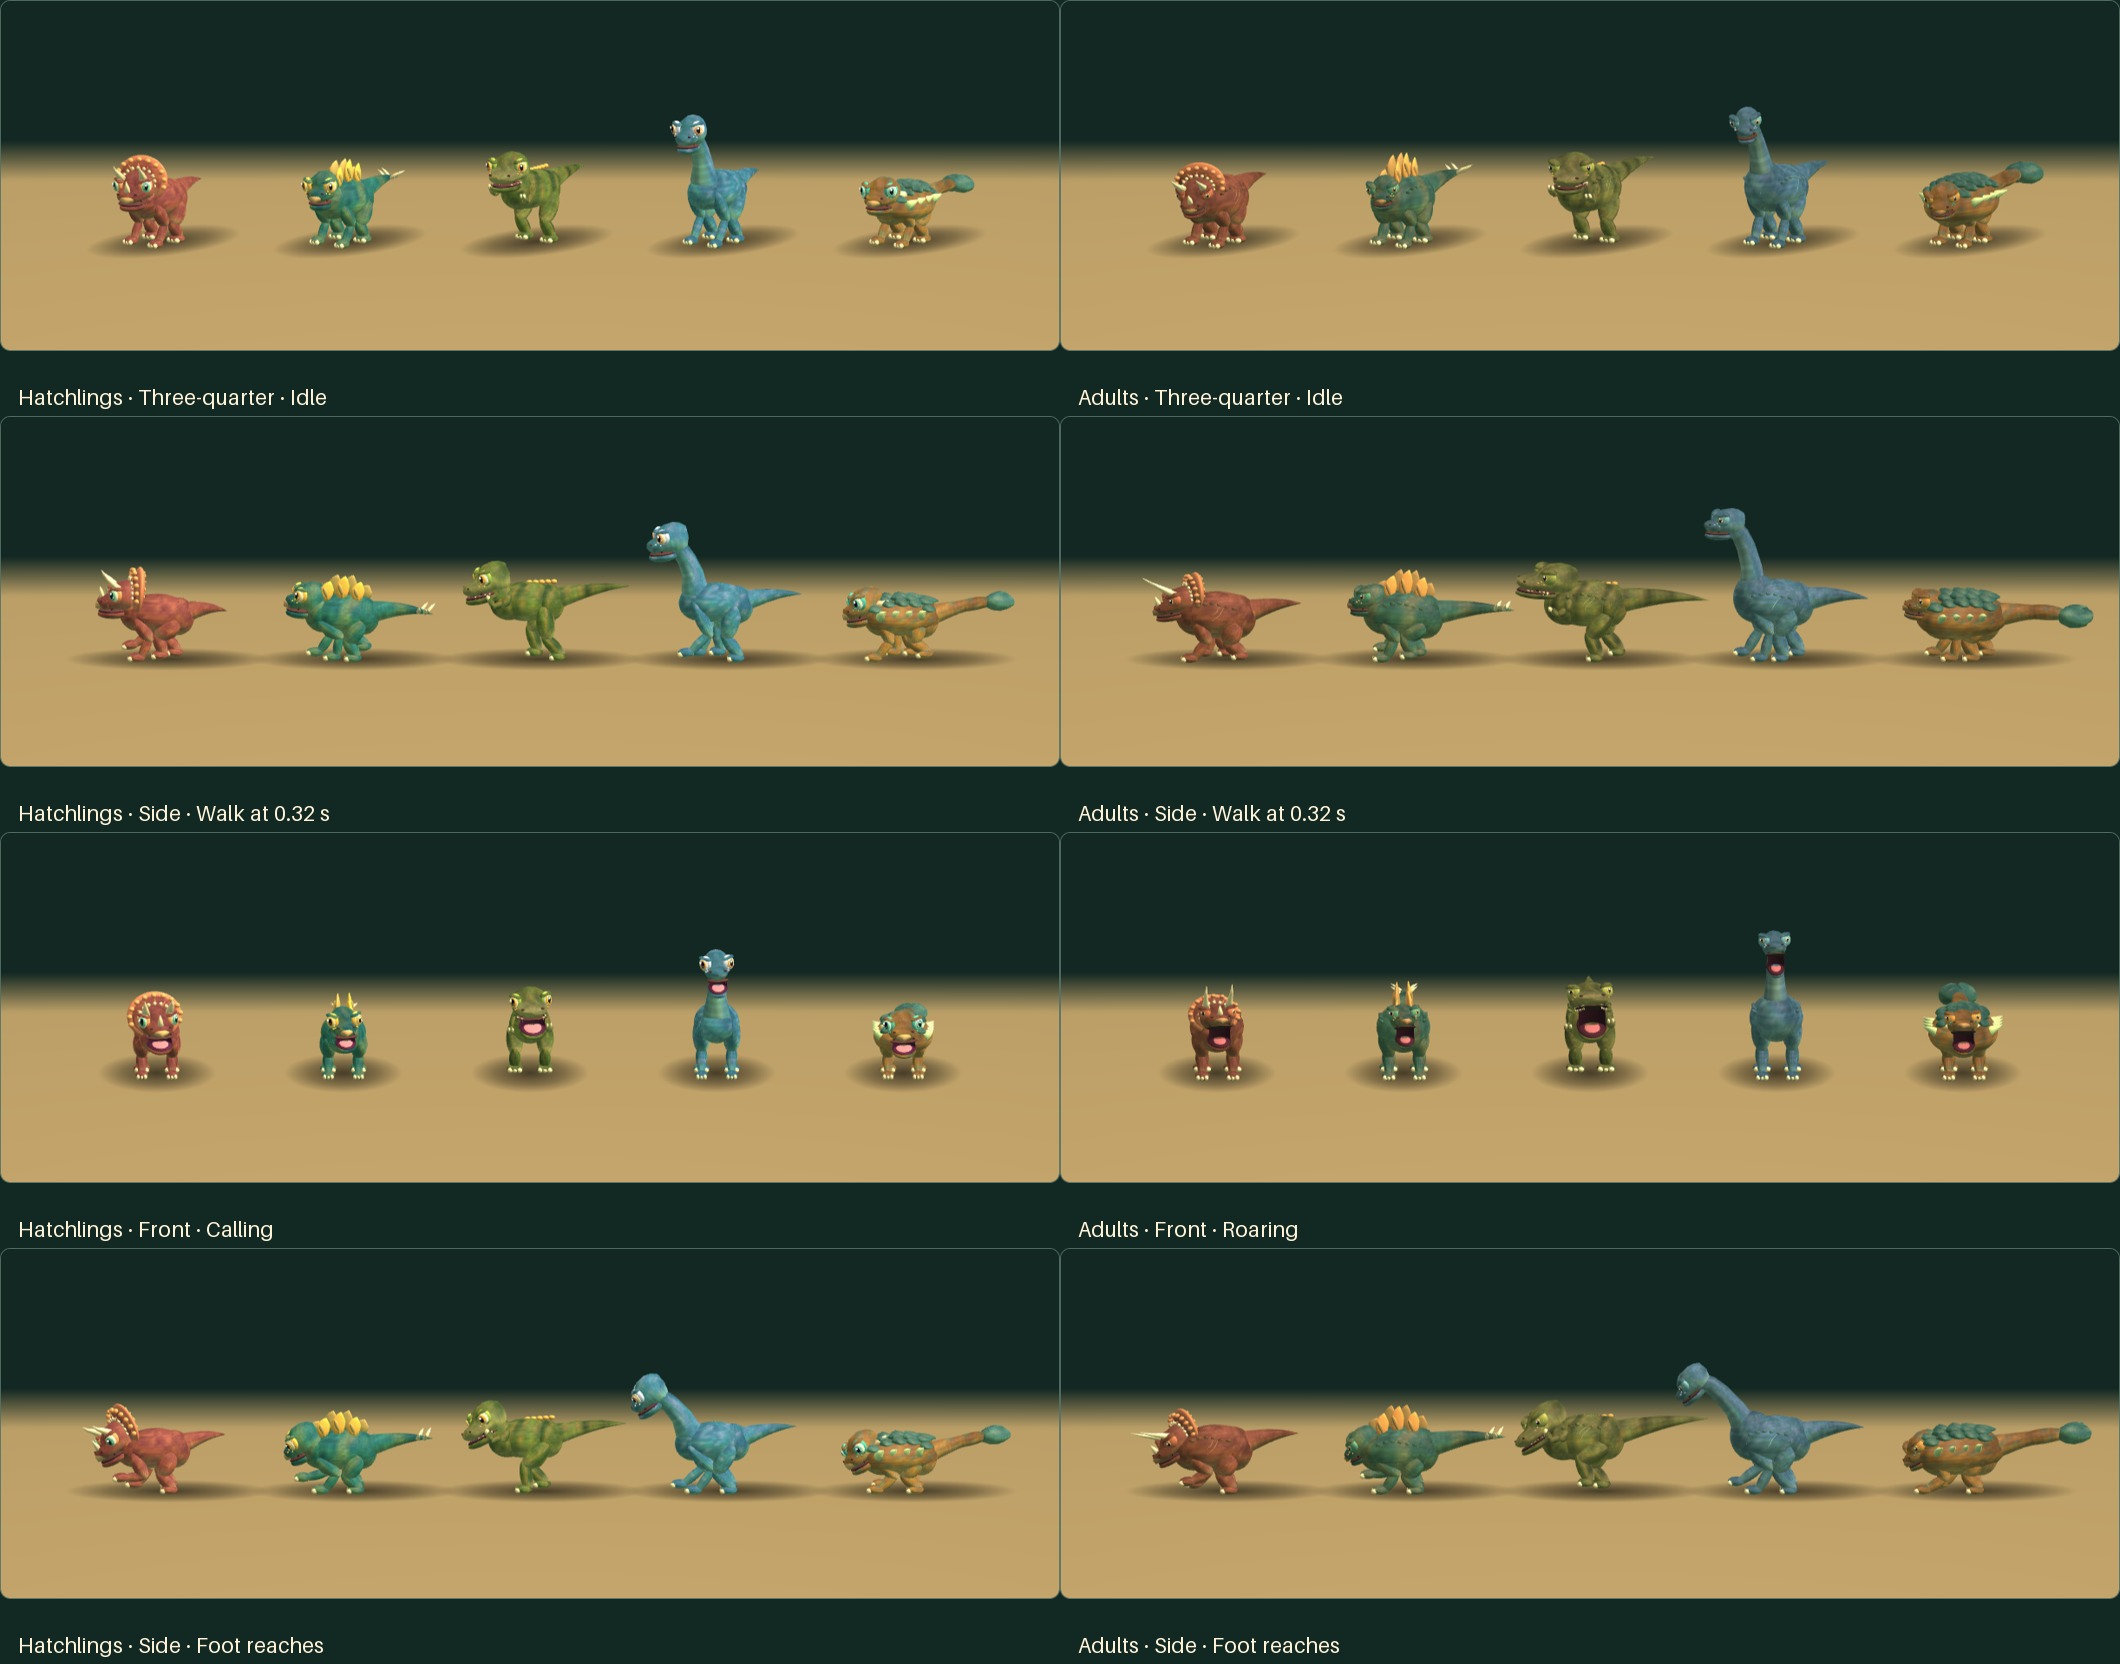 Hatchlings · Three-quarter · Idle
Adults · Three-quarter · Idle
Hatchlings · Side · Walk at 0.32 s
Adults · Side · Walk at 0.32 s
Hatchlings · Front · Calling
Adults · Front · Roaring
Hatchlings · Side · Foot reaches
Adults · Side · Foot reaches